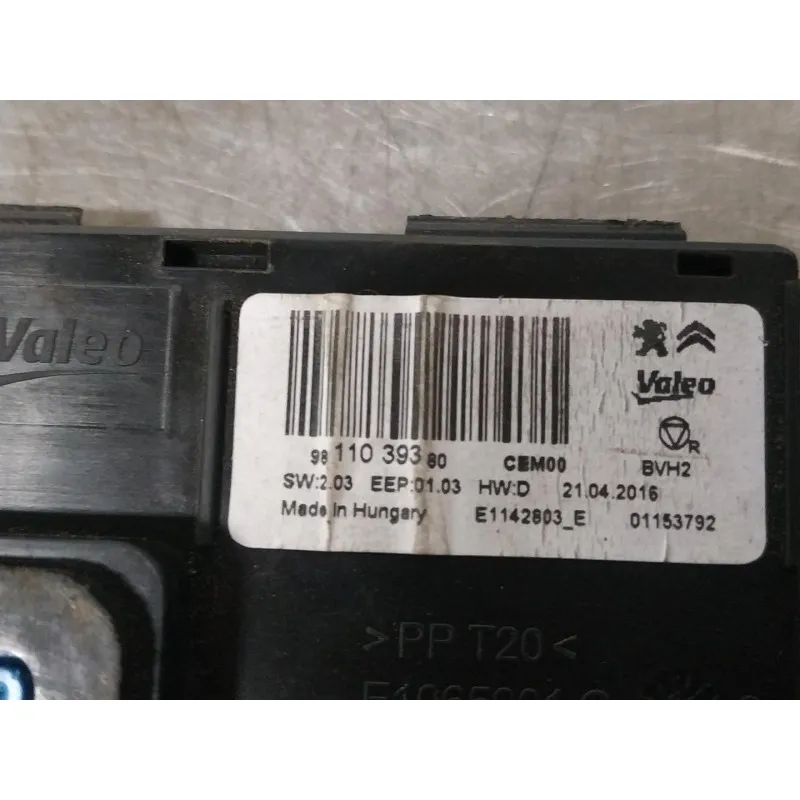 Valeo
Valeo
R
98 110 393 80 CEM00 BVH2
SW:2.03 EEP:01.03 HW:D 21.04.2016
Made in Hungary E1142803_E 01153792
>PP T20<